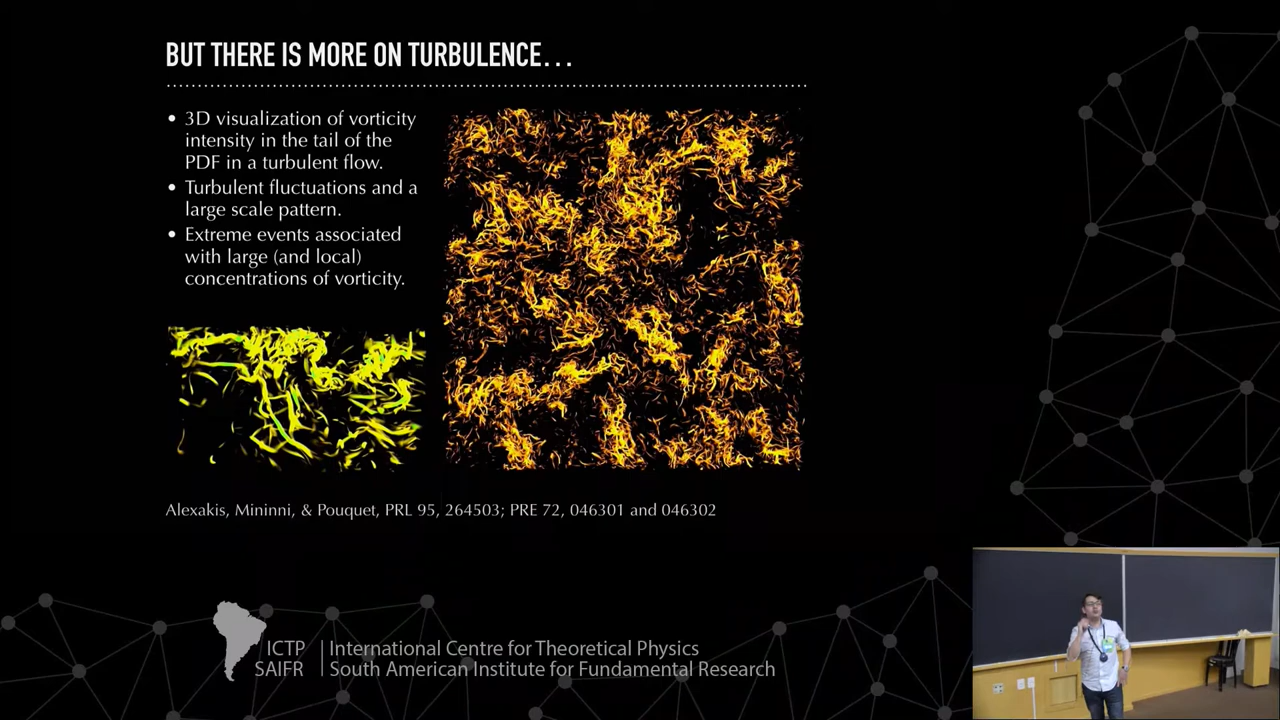 BUT THERE IS MORE ON TURBULENCE...
• 3D visualization of vorticity
intensity in the tail of the
PDF in a turbulent flow.
• Turbulent fluctuations and a
large scale pattern.
• Extreme events associated
with large (and local)
concentrations of vorticity.
Alexakis, Mininni, & Pouquet, PRL 95, 264503; PRE 72, 046301 and 046302
ICTP
SAIFR
International Centre for Theoretical Physics
South American Institute for Fundamental Research